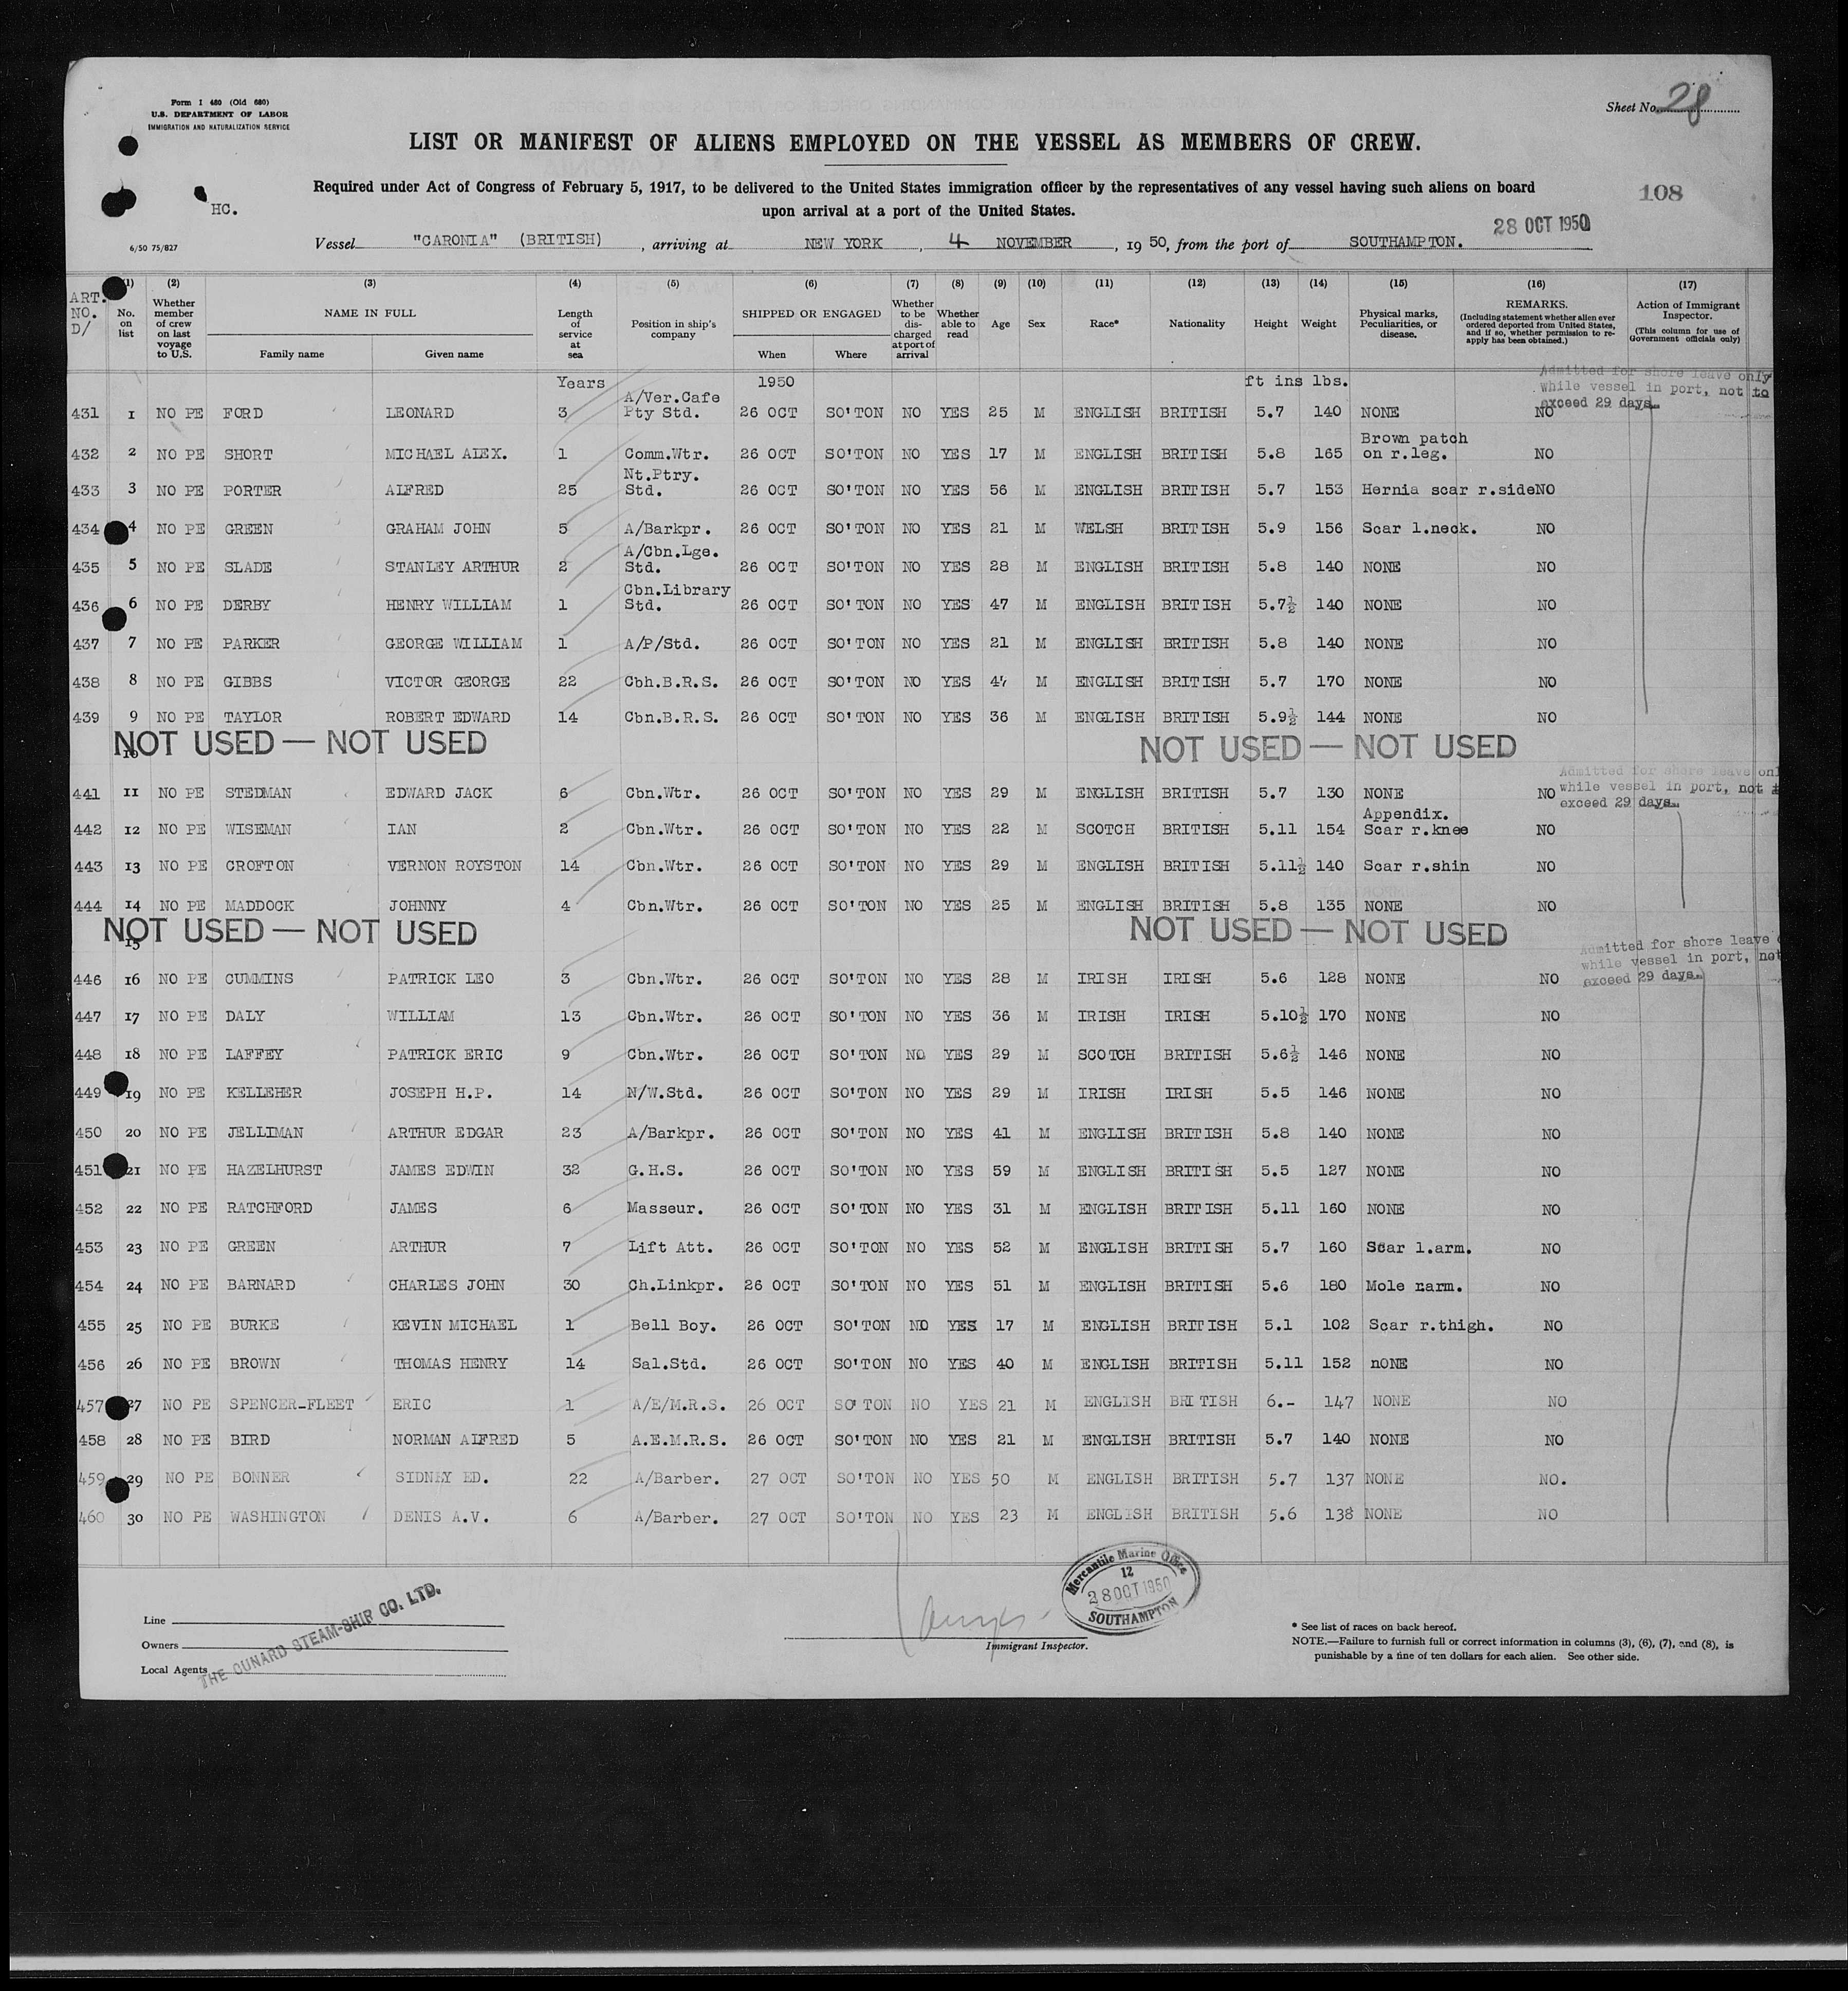 Form I 480 (Old 680)
U.S. DEPARTMENT OF LABOR
IMMIGRATION AND NATURALIZATION SERVICE
Sheet No. 28
LIST OR MANIFEST OF ALIENS EMPLOYED ON THE VESSEL AS MEMBERS OF CREW.
Required under Act of Congress of February 5, 1917, to be delivered to the United States immigration officer by the representatives of any vessel having such aliens on board
upon arrival at a port of the United States.
108
HC.
28 OCT 1950
6/50 75/827
Vessel "CARONIA" (BRITISH), arriving at NEW YORK, 4 NOVEMBER, 1950, from the port of SOUTHAMPTON.
ART. NO. D/ (1) No. on list (2) Whether member of crew on last voyage to U.S. (3) NAME IN FULL Family name Given name (4) Length of service at sea (5) Position in ship's company (6) SHIPPED OR ENGAGED When Where (7) Whether to be discharged at port of arrival (8) Whether able to read (9) Age (10) Sex (11) Race* (12) Nationality (13) Height (14) Weight (15) Physical marks, Peculiarities, or disease. (16) REMARKS. (Including statement whether alien ever ordered deported from United States, and if so, whether permission to re-apply has been obtained.) (17) Action of Immigrant Inspector. (This column for use of Government officials only)
Years 1950 ft ins lbs.
Admitted for shore leave only
while vessel in port, not to
exceed 29 days.
431 1 NO PE FORD LEONARD 3 A/Ver.Cafe Pty Std. 26 OCT SO'TON NO YES 25 M ENGLISH BRITISH 5.7 140 NONE NO
432 2 NO PE SHORT MICHAEL ALEX. 1 Comm.Wtr. 26 OCT SO'TON NO YES 17 M ENGLISH BRITISH 5.8 165 Brown patch on r.leg. NO
433 3 NO PE PORTER ALFRED 25 Nt.Ptry. Std. 26 OCT SO'TON NO YES 56 M ENGLISH BRITISH 5.7 153 Hernia scar r.side NO
434 4 NO PE GREEN GRAHAM JOHN 5 A/Barkpr. 26 OCT SO'TON NO YES 21 M WELSH BRITISH 5.9 156 Scar l.neck. NO
435 5 NO PE SLADE STANLEY ARTHUR 2 A/Cbn.Lge. Std. 26 OCT SO'TON NO YES 28 M ENGLISH BRITISH 5.8 140 NONE NO
436 6 NO PE DERBY HENRY WILLIAM 1 Cbn.Library Std. 26 OCT SO'TON NO YES 47 M ENGLISH BRITISH 5.7½ 140 NONE NO
437 7 NO PE PARKER GEORGE WILLIAM 1 A/P/Std. 26 OCT SO'TON NO YES 21 M ENGLISH BRITISH 5.8 140 NONE NO
438 8 NO PE GIBBS VICTOR GEORGE 22 Cbh.B.R.S. 26 OCT SO'TON NO YES M ENGLISH BRITISH 5.7 170 NONE NO
439 9 NO PE TAYLOR ROBERT EDWARD 14 Cbn.B.R.S. 26 OCT SO'TON NO YES 36 M ENGLISH BRITISH 5.9½ 144 NONE NO
10 NOT USED — NOT USED NOT USED — NOT USED
Admitted for shore leave only
while vessel in port, not
exceed 29 days.
441 11 NO PE STEDMAN EDWARD JACK 6 Cbn.Wtr. 26 OCT SO'TON NO YES 29 M ENGLISH BRITISH 5.7 130 NONE NO
442 12 NO PE WISEMAN IAN 2 Cbn.Wtr. 26 OCT SO'TON NO YES 22 M SCOTCH BRITISH 5.11 154 Appendix. Scar r.knee NO
443 13 NO PE CROFTON VERNON ROYSTON 14 Cbn.Wtr. 26 OCT SO'TON NO YES 29 M ENGLISH BRITISH 5.11½ 140 Scar r.shin NO
444 14 NO PE MADDOCK JOHNNY 4 Cbn.Wtr. 26 OCT SO'TON NO YES 25 M ENGLISH BRITISH 5.8 135 NONE NO
15 NOT USED — NOT USED NOT USED — NOT USED
Admitted for shore leave
while vessel in port, not
exceed 29 days.
446 16 NO PE CUMMINS PATRICK LEO 3 Cbn.Wtr. 26 OCT SO'TON NO YES 28 M IRISH IRISH 5.6 128 NONE NO
447 17 NO PE DALY WILLIAM 13 Cbn.Wtr. 26 OCT SO'TON NO YES 36 M IRISH IRISH 5.10½ 170 NONE NO
448 18 NO PE LAFFEY PATRICK ERIC 9 Cbn.Wtr. 26 OCT SO'TON NO YES 29 M SCOTCH BRITISH 5.6½ 146 NONE NO
449 19 NO PE KELLEHER JOSEPH H.P. 14 N/W.Std. 26 OCT SO'TON NO YES 29 M IRISH IRISH 5.5 146 NONE NO
450 20 NO PE JELLIMAN ARTHUR EDGAR 23 A/Barkpr. 26 OCT SO'TON NO YES 41 M ENGLISH BRITISH 5.8 140 NONE NO
451 21 NO PE HAZELHURST JAMES EDWIN 32 G.H.S. 26 OCT SO'TON NO YES 59 M ENGLISH BRITISH 5.5 127 NONE NO
452 22 NO PE RATCHFORD JAMES 6 Masseur. 26 OCT SO'TON NO YES 31 M ENGLISH BRITISH 5.11 160 NONE NO
453 23 NO PE GREEN ARTHUR 7 Lift Att. 26 OCT SO'TON NO YES 52 M ENGLISH BRITISH 5.7 160 Scar l.arm. NO
454 24 NO PE BARNARD CHARLES JOHN 30 Ch.Linkpr. 26 OCT SO'TON NO YES 51 M ENGLISH BRITISH 5.6 180 Mole r.arm. NO
455 25 NO PE BURKE KEVIN MICHAEL 1 Bell Boy. 26 OCT SO'TON NO YES 17 M ENGLISH BRITISH 5.1 102 Scar r.thigh. NO
456 26 NO PE BROWN THOMAS HENRY 14 Sal.Std. 26 OCT SO'TON NO YES 40 M ENGLISH BRITISH 5.11 152 nONE NO
457 27 NO PE SPENCER-FLEET ERIC 1 A/E/M.R.S. 26 OCT SO'TON NO YES 21 M ENGLISH BRITISH 6.- 147 NONE NO
458 28 NO PE BIRD NORMAN ALFRED 5 A.E.M.R.S. 26 OCT SO'TON NO YES 21 M ENGLISH BRITISH 5.7 140 NONE NO
459 29 NO PE BONNER SIDNEY ED. 22 A/Barber. 27 OCT SO'TON NO YES 50 M ENGLISH BRITISH 5.7 137 NONE NO.
460 30 NO PE WASHINGTON DENIS A.V. 6 A/Barber. 27 OCT SO'TON NO YES 23 M ENGLISH BRITISH 5.6 138 NONE NO
Mercantile Marine Office
12
28 OCT 1950
SOUTHAMPTON
Line
Owners
Local Agents
THE CUNARD STEAM-SHIP CO. LTD.
Immigrant Inspector.
* See list of races on back hereof.
NOTE.—Failure to furnish full or correct information in columns (3), (6), (7), and (8), is
punishable by a fine of ten dollars for each alien. See other side.